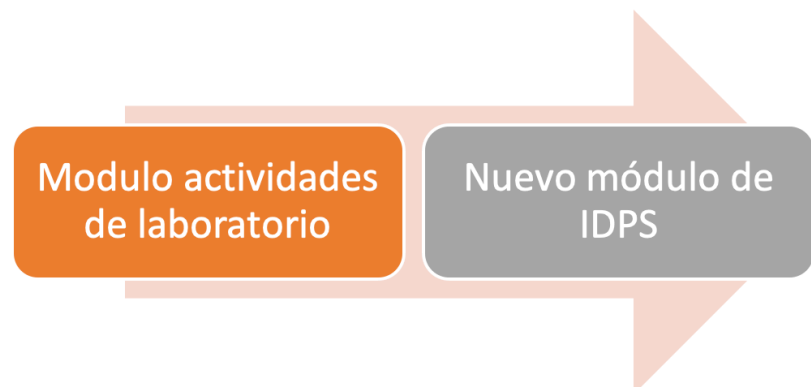 Modulo actividades
de laboratorio
Nuevo módulo de
IDPS